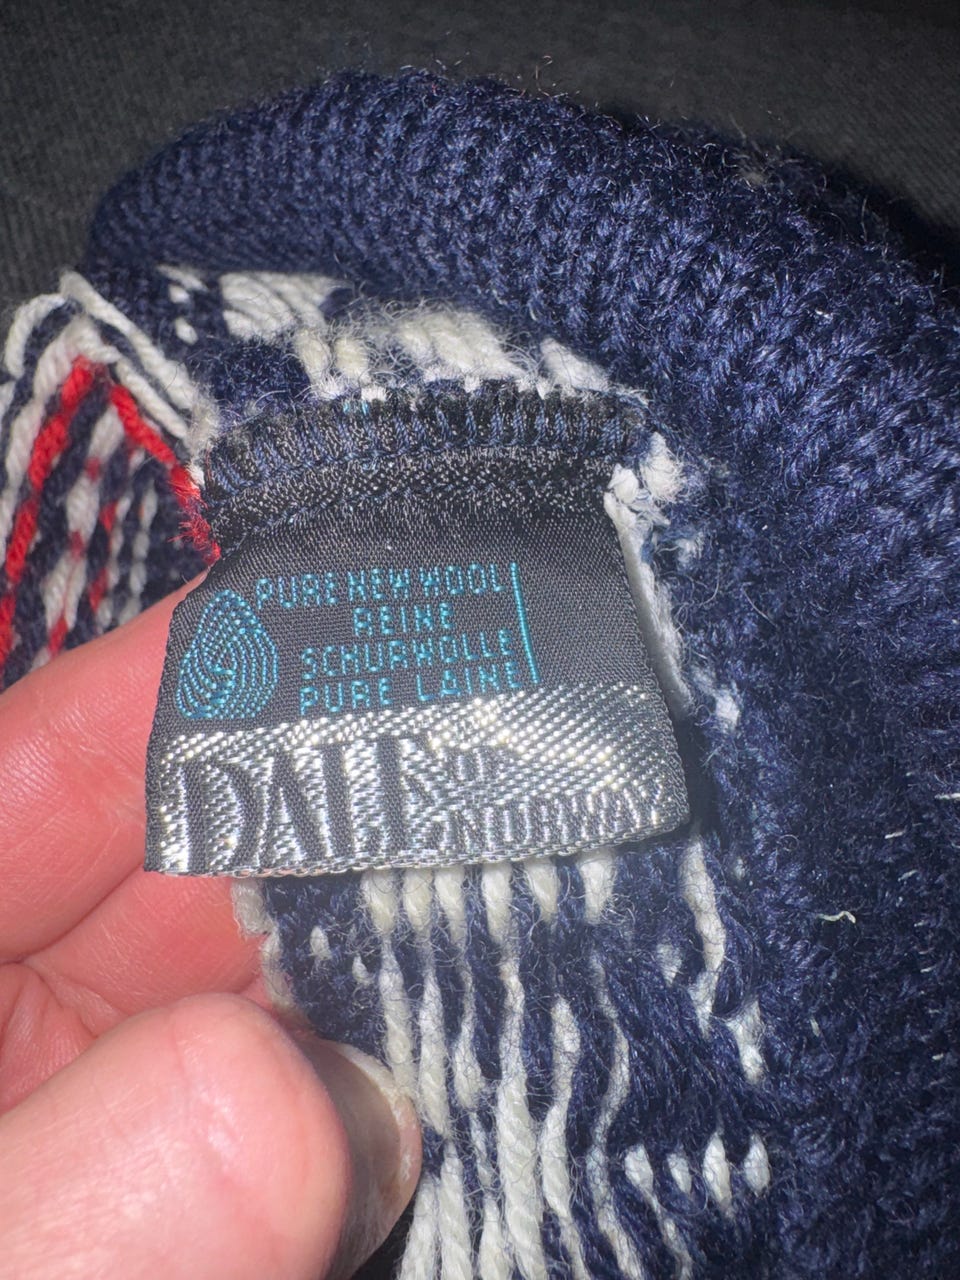 PURE NEW WOOL
REINE
SCHURWOLLE
PURE LAINE
DALE OF
NORWAY